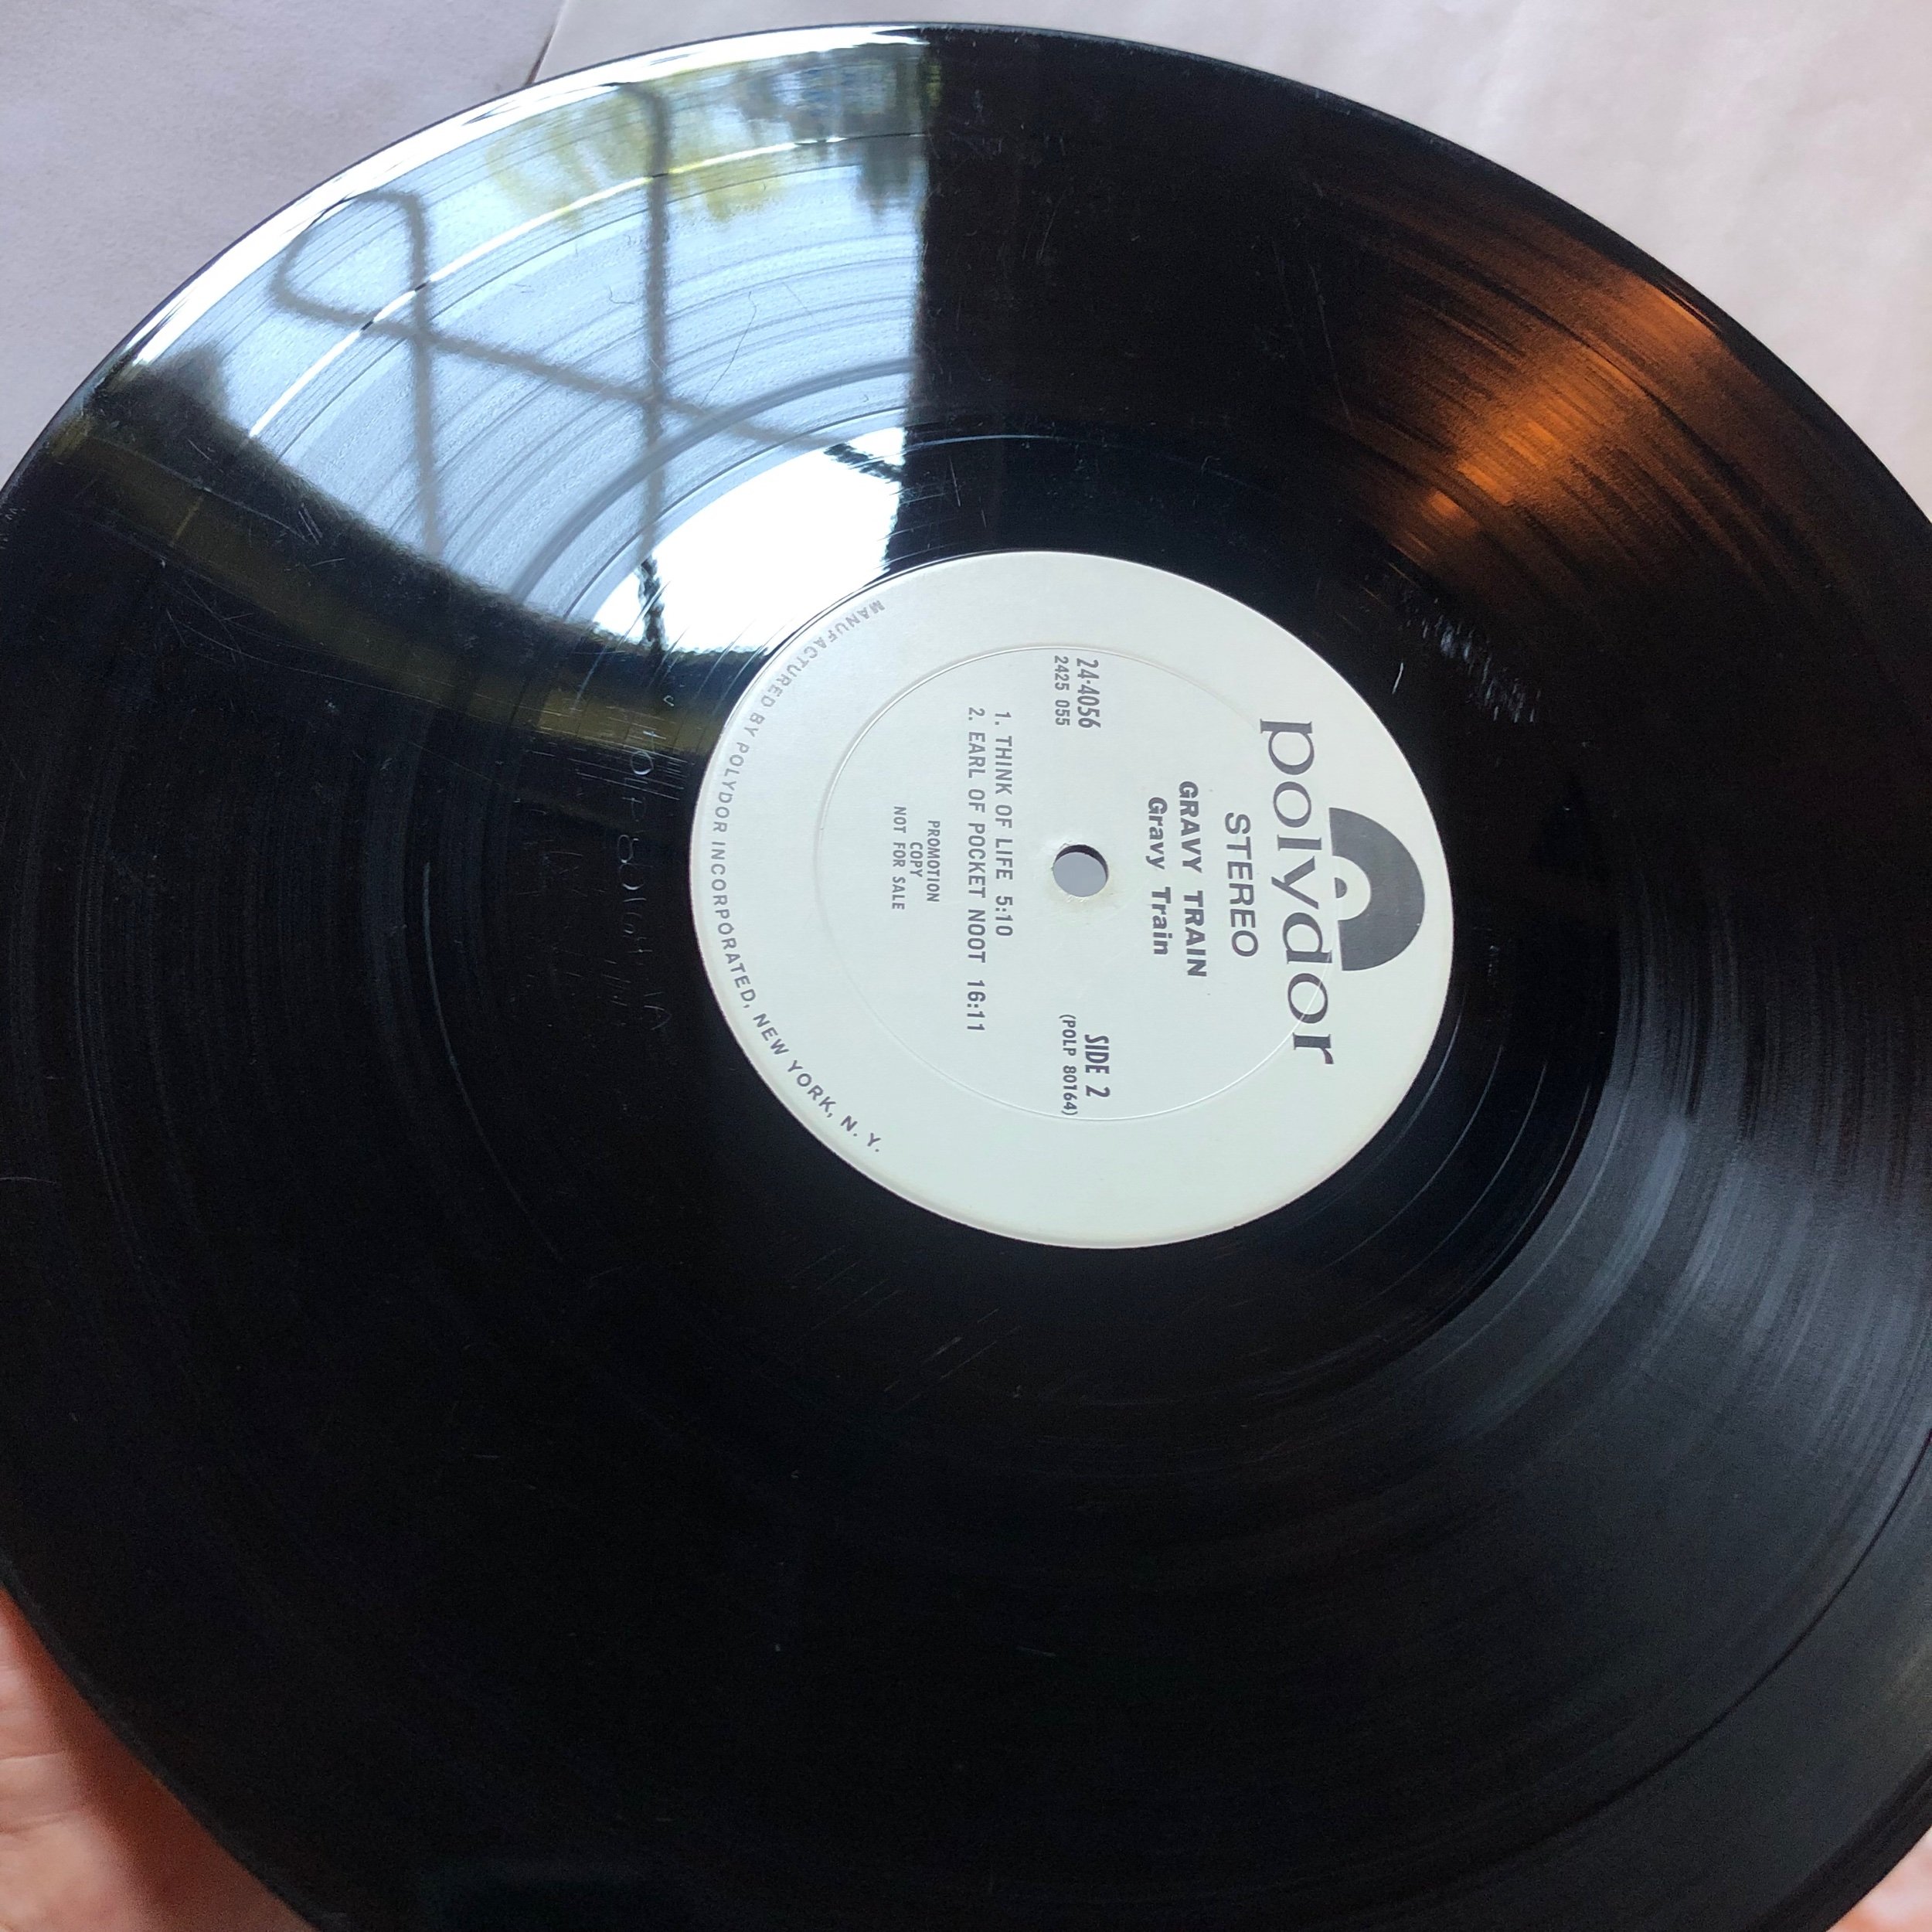 polydor
STEREO
GRAVY TRAIN
Gravy Train
24-4056
2425 055
SIDE 2
(POLP 80164)
1. THINK OF LIFE 5:10
2. EARL OF POCKET NOOT 16:11
PROMOTION
COPY
NOT FOR SALE
MANUFACTURED BY POLYDOR INCORPORATED, NEW YORK, N. Y.